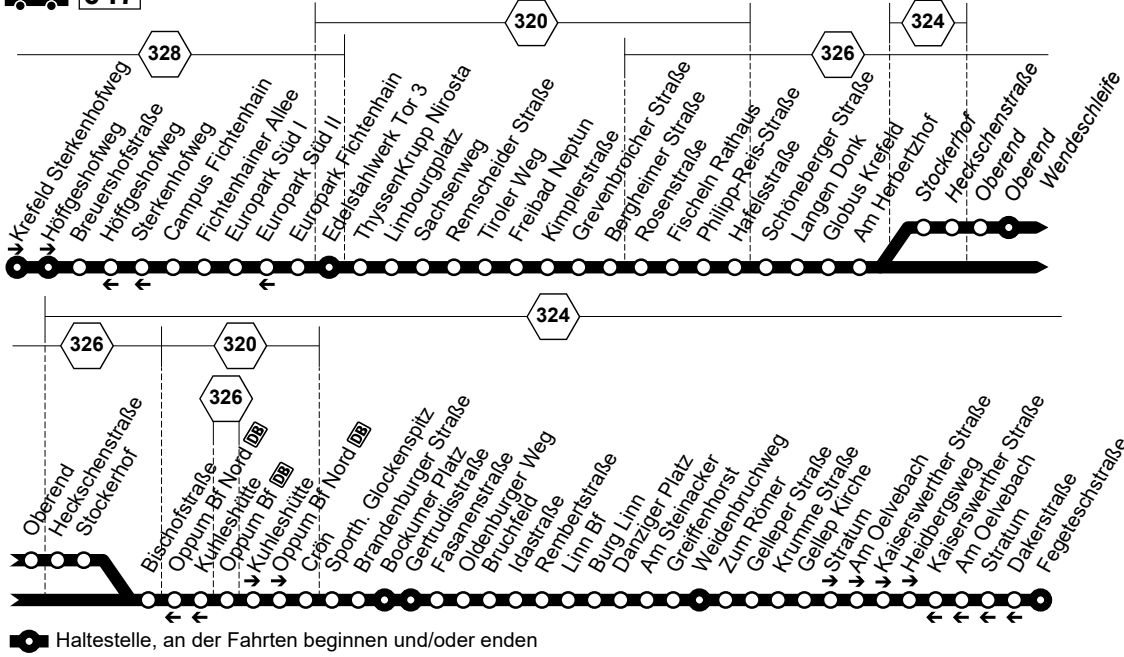 328
320
326
324
Krefeld Sterkenhofweg
Höffgeshofweg
Breuershofstraße
Höffgeshofweg
Sterkenhofweg
Campus Fichtenhain
Fichtenhainer Allee
Europark Süd I
Europark Süd II
Europark Fichtenhain
Edelstahlwerk Tor 3
ThyssenKrupp Nirosta
Limbourgplatz
Sachsenweg
Remscheider Straße
Tiroler Weg
Freibad Neptun
Kimplerstraße
Grevenbroicher Straße
Bergheimer Straße
Rosenstraße
Fischeln Rathaus
Philipp-Reis-Straße
Hafelsstraße
Schöneberger Straße
Langen Donk
Globus Krefeld
Am Herbertzhof
Stockerhof
Heckschenstraße
Oberend
Oberend
Wendeschleife
324
326
320
326
Oberend
Heckschenstraße
Stockerhof
Bischofstraße
Oppum Bf Nord DB
Kuhleshütte
Oppum Bf DB
Kuhleshütte
Oppum Bf Nord DB
Crön
Sporth. Glockenspitz
Brandenburger Straße
Bockumer Platz
Gertrudisstraße
Fasanenstraße
Oldenburger Weg
Bruchfeld
Idastraße
Rembertstraße
Linn Bf
Burg Linn
Danziger Platz
Am Steinacker
Greiffenhorst
Weidenbruchweg
Zum Römer
Gelleper Straße
Krumme Straße
Gellep Kirche
Stratum
Am Oelvebach
Kaiserswerther Straße
Heidbergsweg
Kaiserswerther Straße
Am Oelvebach
Stratum
Dakerstraße
Fegeteschstraße
Haltestelle, an der Fahrten beginnen und/oder enden